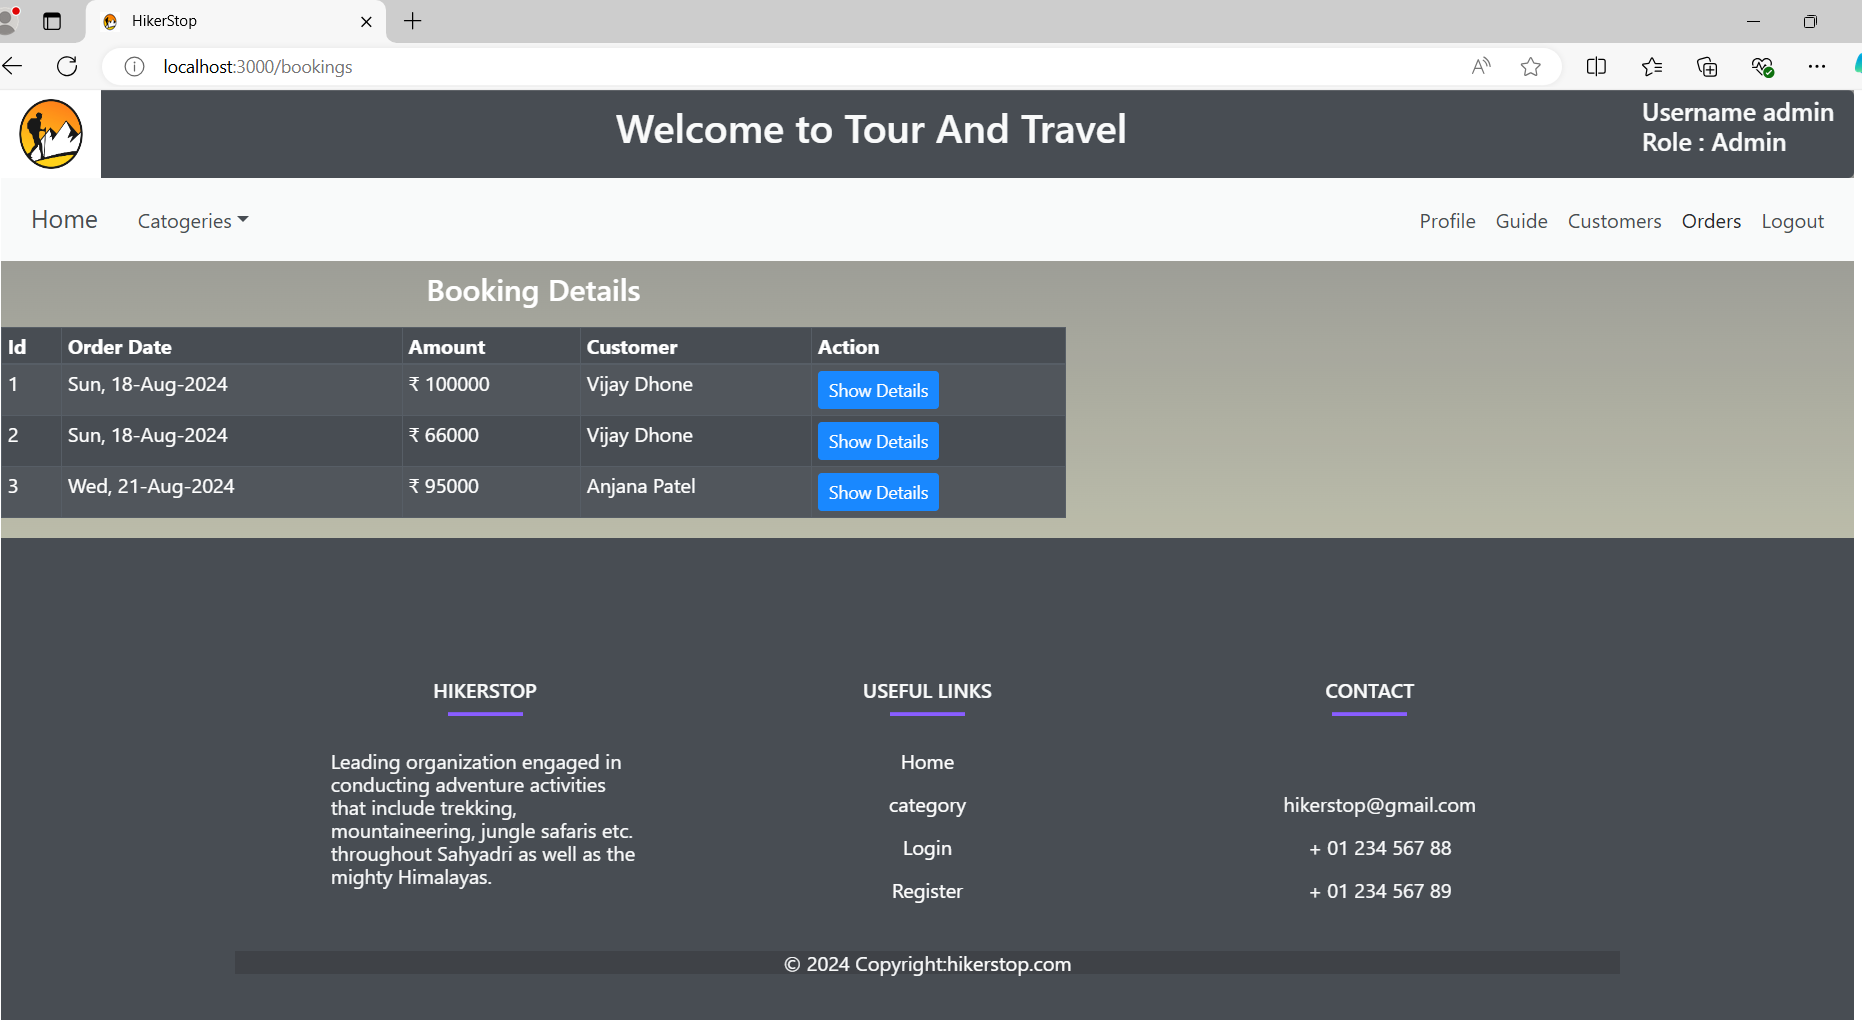 HikerStop
localhost:3000/bookings
Welcome to Tour And Travel
Username admin
Role : Admin
Home Catogeries Profile Guide Customers Orders Logout
Booking Details
Id Order Date Amount Customer Action
1 Sun, 18-Aug-2024 ₹ 100000 Vijay Dhone Show Details
2 Sun, 18-Aug-2024 ₹ 66000 Vijay Dhone Show Details
3 Wed, 21-Aug-2024 ₹ 95000 Anjana Patel Show Details
HIKERSTOP
Leading organization engaged in
conducting adventure activities
that include trekking,
mountaineering, jungle safaris etc.
throughout Sahyadri as well as the
mighty Himalayas.
USEFUL LINKS
Home
category
Login
Register
CONTACT
hikerstop@gmail.com
+ 01 234 567 88
+ 01 234 567 89
© 2024 Copyright:hikerstop.com